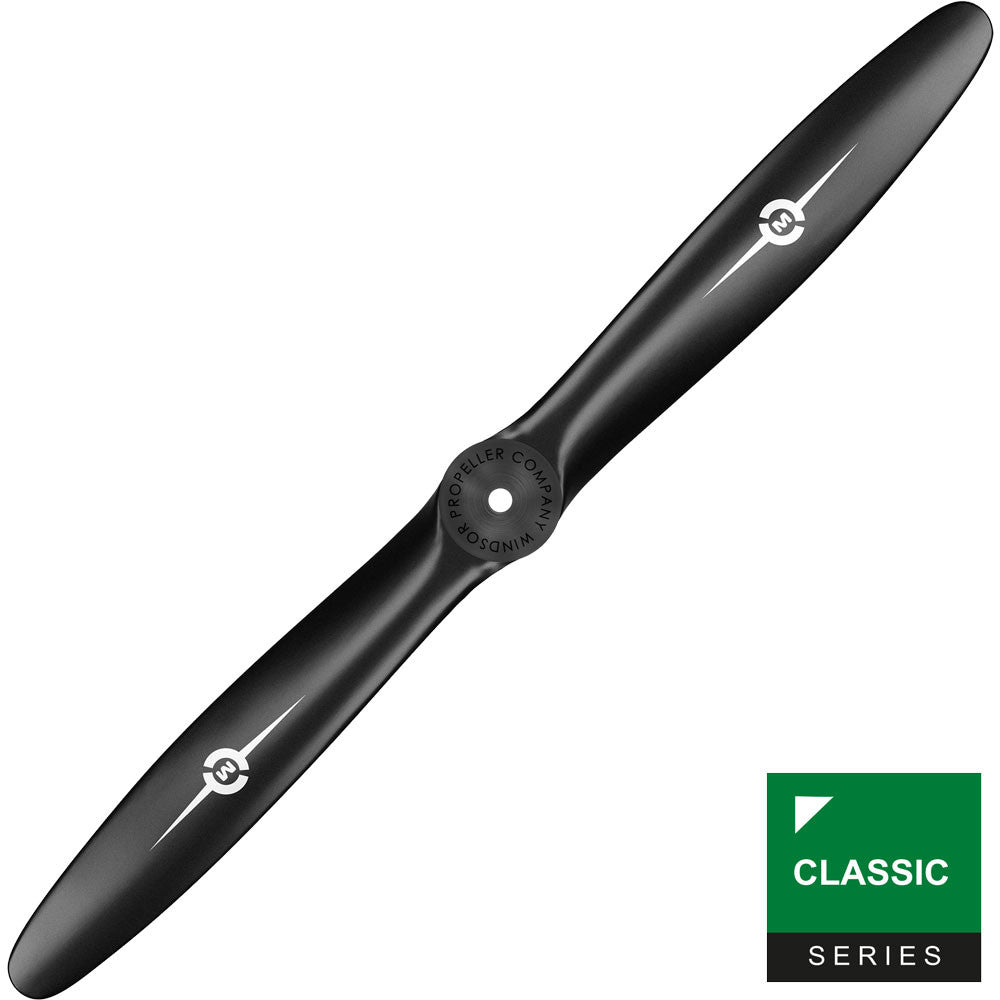 M
WINDSOR PROPELLER COMPANY
M
CLASSIC
SERIES